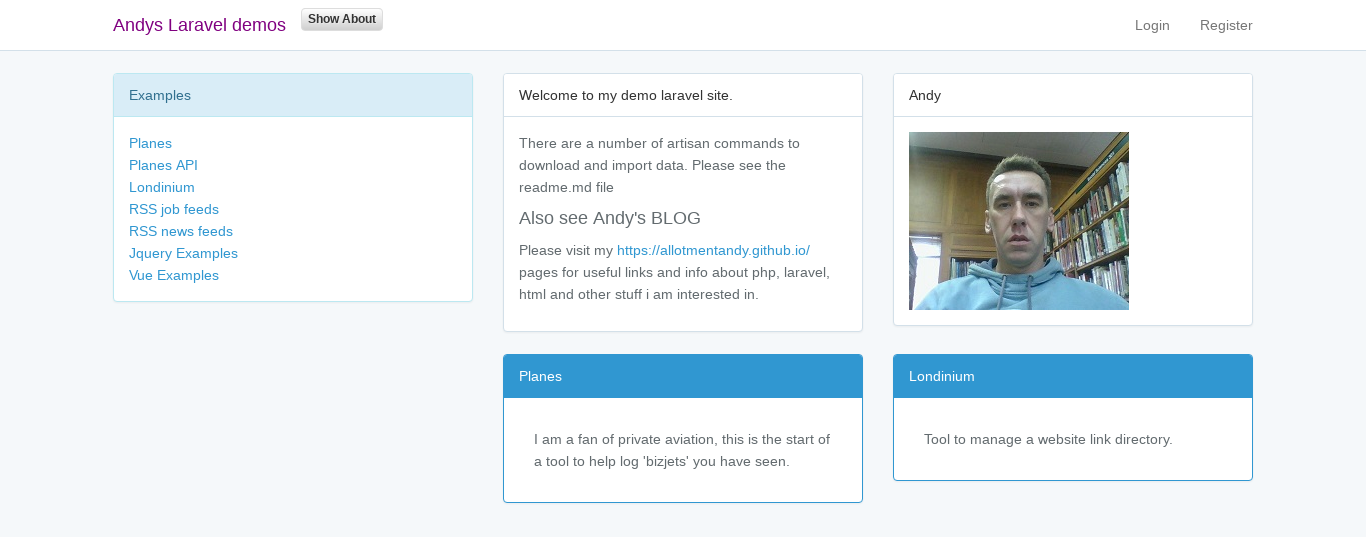 Andys Laravel demos
Show About
Login
Register
Examples
Planes
Planes API
Londinium
RSS job feeds
RSS news feeds
Jquery Examples
Vue Examples
Welcome to my demo laravel site.
There are a number of artisan commands to
download and import data. Please see the
readme.md file
Also see Andy's BLOG
Please visit my https://allotmentandy.github.io/
pages for useful links and info about php, laravel,
html and other stuff i am interested in.
Andy
Planes
I am a fan of private aviation, this is the start of
a tool to help log 'bizjets' you have seen.
Londinium
Tool to manage a website link directory.